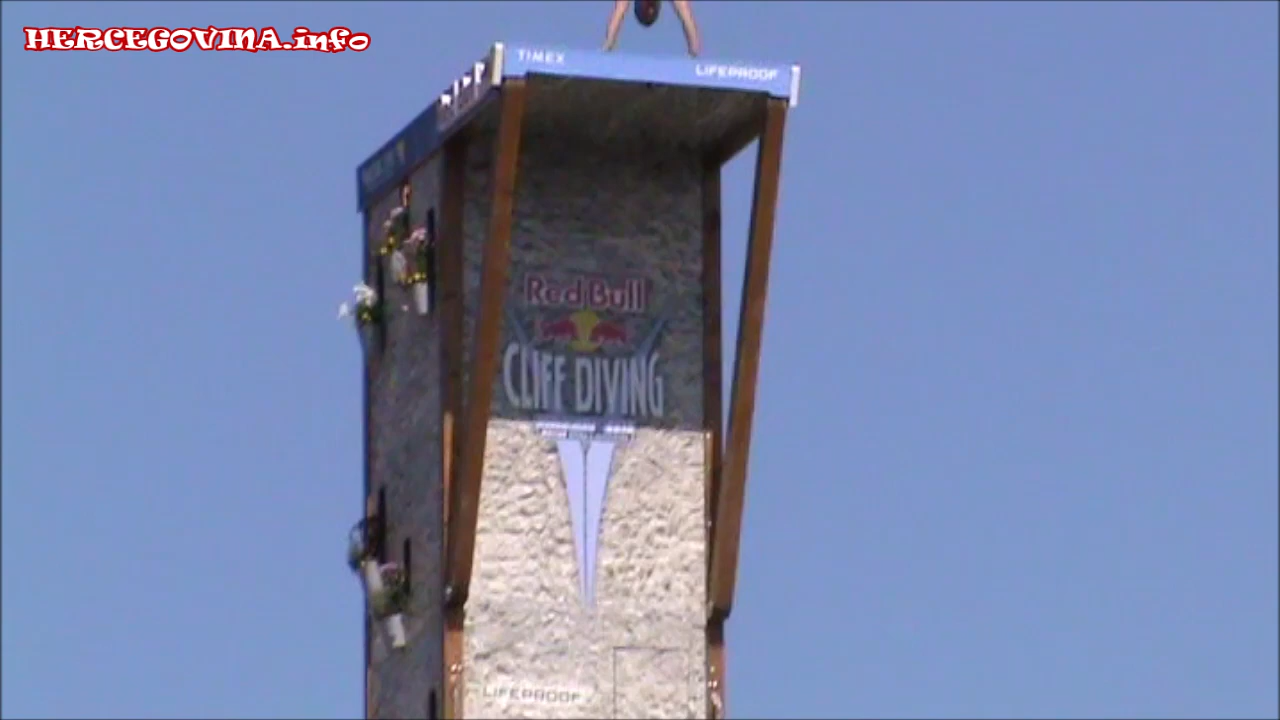 HERCEGOVINA.info
TIMEX
LIFEPROOF
Red Bull
CLIFF DIVING
LIFEPROOF